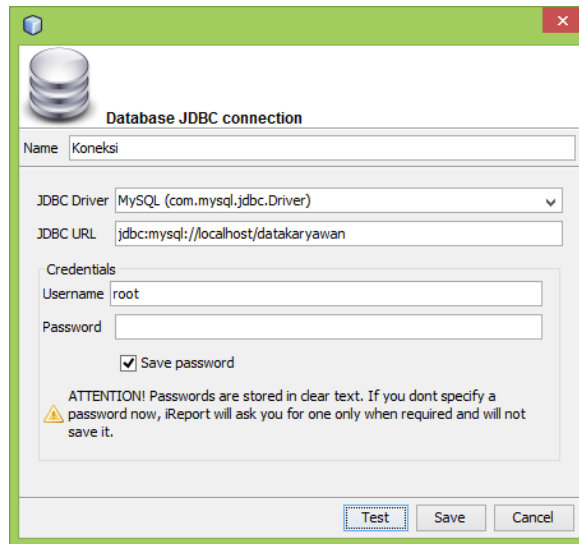 Database JDBC connection
Name Koneksi
JDBC Driver MySQL (com.mysql.jdbc.Driver)
JDBC URL jdbc:mysql://localhost/datakaryawan
Credentials
Username root
Password
Save password
ATTENTION! Passwords are stored in clear text. If you dont specify a
password now, iReport will ask you for one only when required and will not
save it.
Test Save Cancel